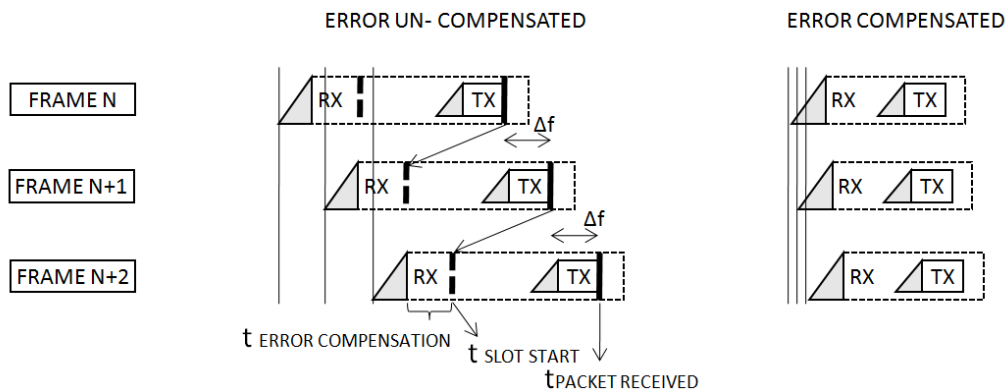 ERROR UN- COMPENSATED
ERROR COMPENSATED
FRAME N
RX
TX
Δf
RX
TX
FRAME N+1
RX
TX
Δf
RX
TX
FRAME N+2
RX
TX
RX
TX
t ERROR COMPENSATION
t SLOT START
tPACKET RECEIVED